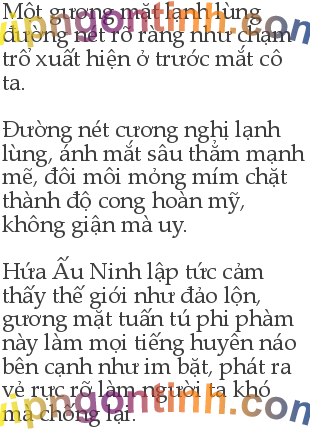 Một gương mặt lạnh lùng
đường nét rõ ràng như chạm
trổ xuất hiện ở trước mắt cô
ta.
Đường nét cương nghị lạnh
lùng, ánh mắt sâu thẳm mạnh
mẽ, đôi môi mỏng mím chặt
thành độ cong hoàn mỹ,
không giận mà uy.
Hứa Ấu Ninh lập tức cảm
thấy thế giới như đảo lộn,
gương mặt tuấn tú phi phàm
này làm mọi tiếng huyên náo
bên cạnh như im bặt, phát ra
vẻ rực rỡ làm người ta khó
mà chống lại.
vipngontinh.com
vipngontinh.com